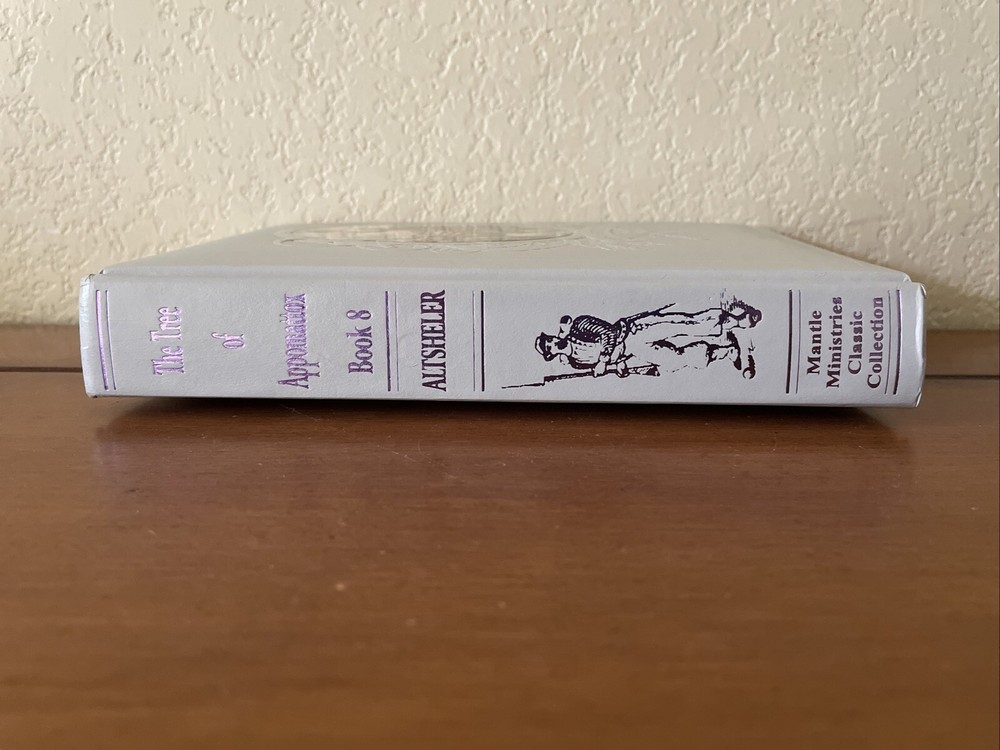 The Tree
of
Appomattox
Book 8
ALTSHELER
Mantle
Ministries
Classic
Collection